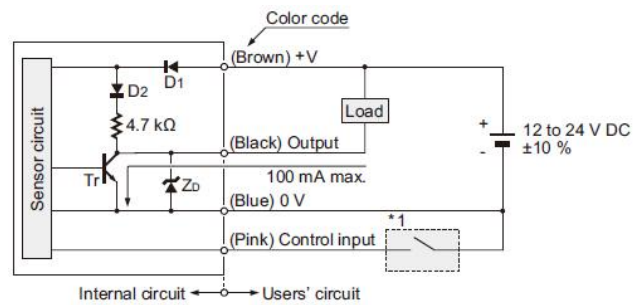 Color code
(Brown) +V
D1
D2
Load
4.7 kΩ
+
12 to 24 V DC
±10 %
-
(Black) Output
Sensor circuit
Tr
ZD
100 mA max.
(Blue) 0 V
*1
(Pink) Control input
Internal circuit
Users' circuit